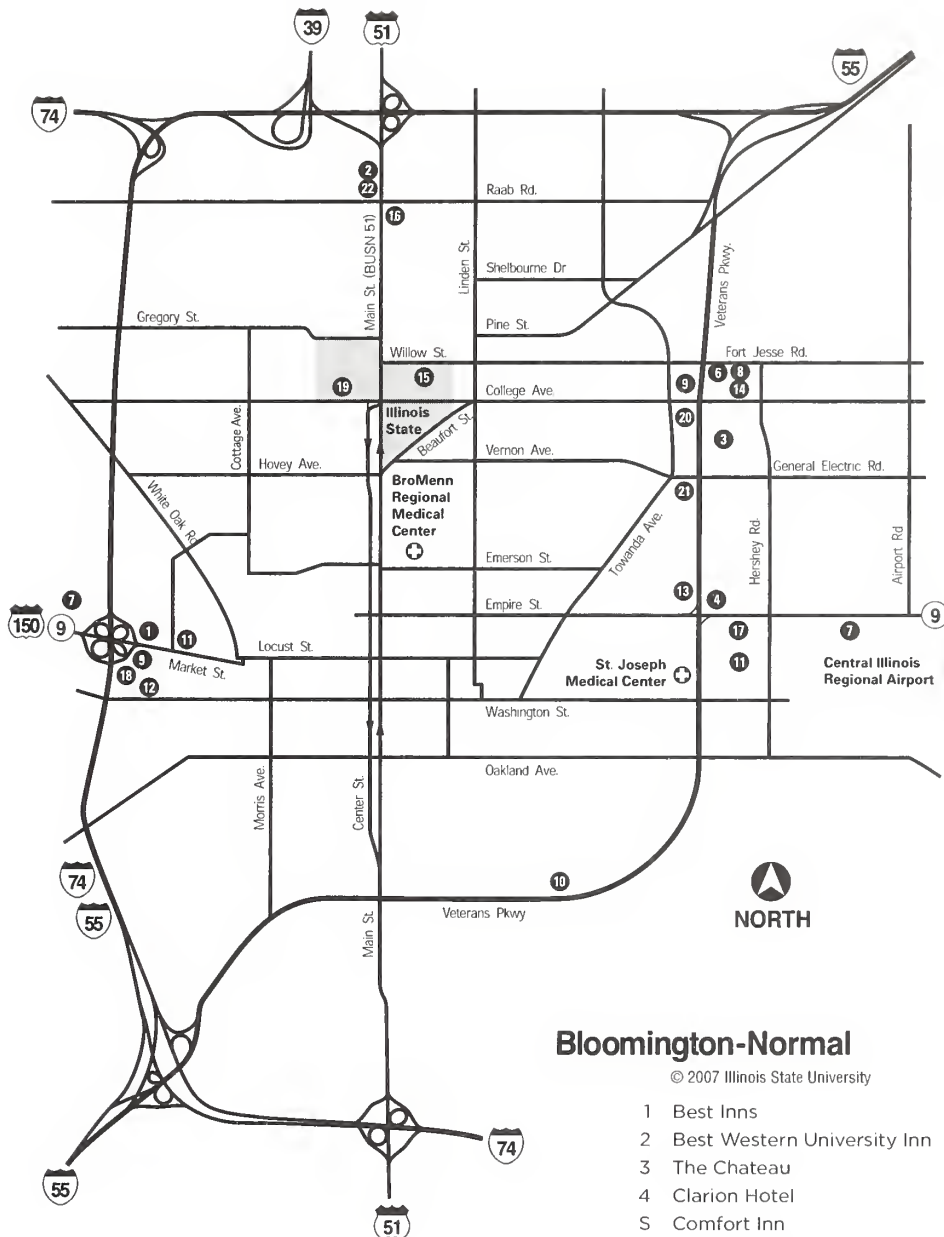 39
51
55
74
2
22
Raab Rd.
16
Main St. (BUSN 51)
Linden St.
Shelbourne Dr
Veterans Pkwy.
Gregory St.
Pine St.
Willow St.
Fort Jesse Rd.
15
6
8
19
9
14
College Ave.
Illinois
State
Beaufort St.
20
3
Cottage Ave.
Hovey Ave.
Vernon Ave.
General Electric Rd.
BroMenn
Regional
Medical
Center
White Oak Rd.
21
Towanda Ave.
Hershey Rd.
Airport Rd
Emerson St.
13
4
7
Empire St.
150
9
1
11
9
17
7
Locust St.
9
Market St.
18
12
St. Joseph
Medical Center
11
Central Illinois
Regional Airport
Washington St.
Oakland Ave.
Morris Ave.
Center St.
74
55
10
Veterans Pkwy
Main St.
NORTH
Bloomington-Normal
© 2007 Illinois State University
1 Best Inns
2 Best Western University Inn
3 The Chateau
4 Clarion Hotel
S Comfort Inn
74
55
51